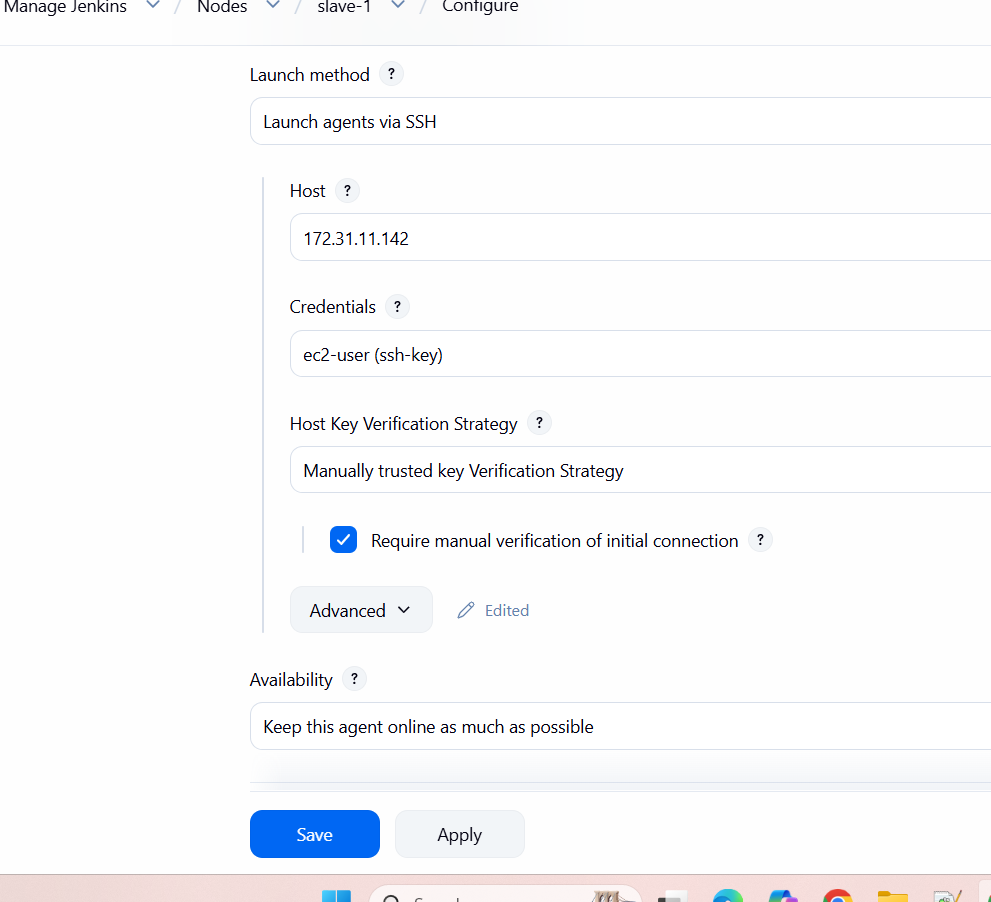 Manage Jenkins / Nodes / slave-1 / Configure
Launch method ?
Launch agents via SSH
Host ?
172.31.11.142
Credentials ?
ec2-user (ssh-key)
Host Key Verification Strategy ?
Manually trusted key Verification Strategy
Require manual verification of initial connection ?
Advanced Edited
Availability ?
Keep this agent online as much as possible
Save Apply